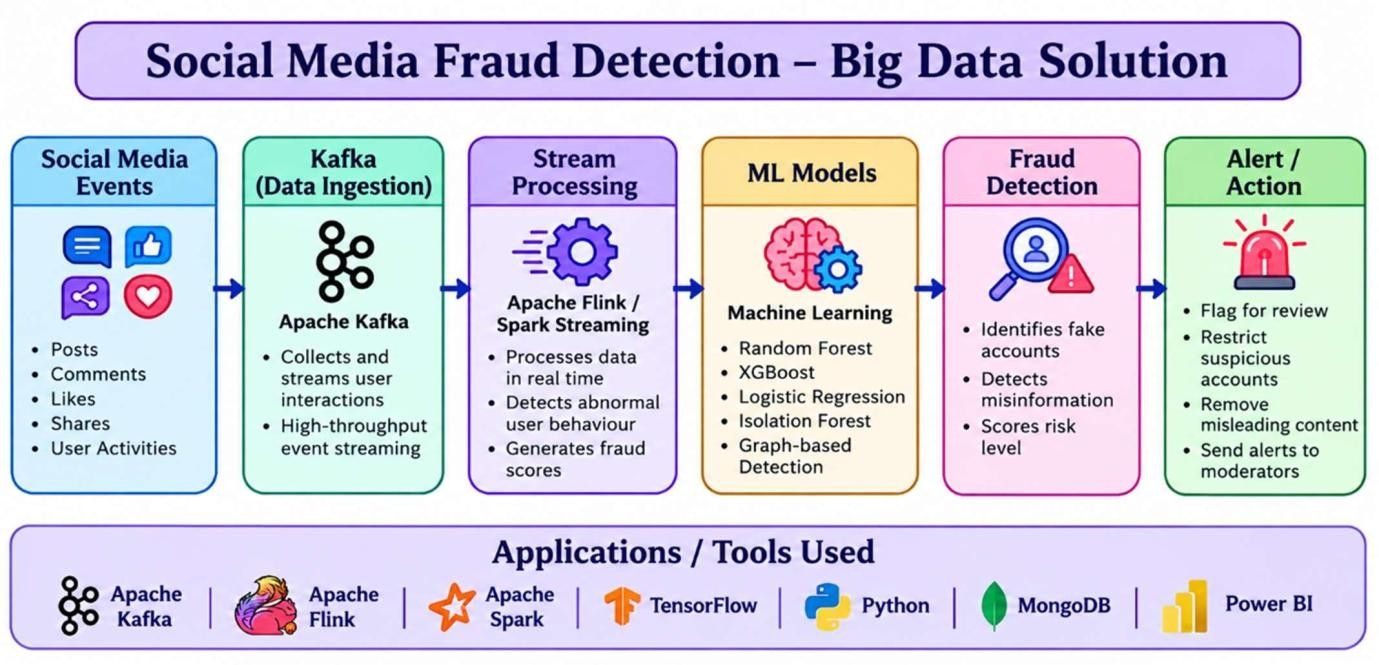 Social Media Fraud Detection – Big Data Solution
Social Media
Events
• Posts
• Comments
• Likes
• Shares
• User Activities
Kafka
(Data Ingestion)
Apache Kafka
• Collects and
streams user
interactions
• High-throughput
event streaming
Stream
Processing
Apache Flink /
Spark Streaming
• Processes data
in real time
• Detects abnormal
user behaviour
• Generates fraud
scores
ML Models
Machine Learning
• Random Forest
• XGBoost
• Logistic Regression
• Isolation Forest
• Graph-based
Detection
Fraud
Detection
• Identifies fake
accounts
• Detects
misinformation
• Scores risk
level
Alert /
Action
• Flag for review
• Restrict
suspicious
accounts
• Remove
misleading content
• Send alerts to
moderators
Applications / Tools Used
Apache
Kafka
Apache
Flink
Apache
Spark
TensorFlow
Python
MongoDB
Power BI